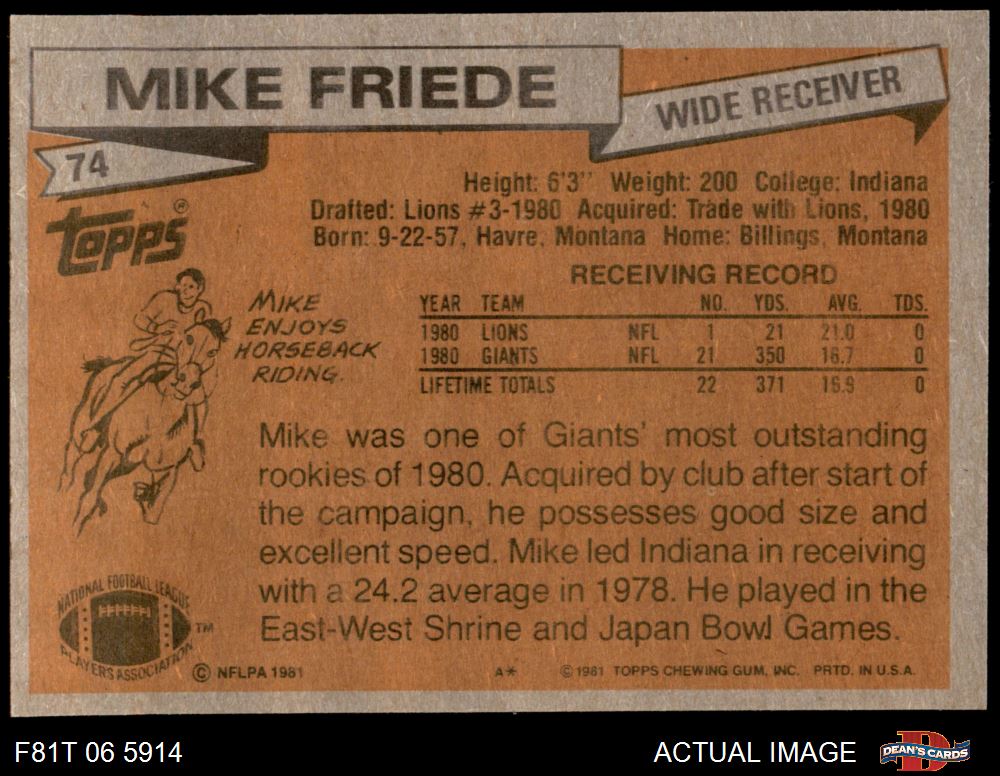 MIKE FRIEDE
WIDE RECEIVER
74
topps®
Height: 6'3" Weight: 200 College: Indiana
Drafted: Lions #3-1980 Acquired: Trade with Lions, 1980
Born: 9-22-57, Havre, Montana Home: Billings, Montana
MIKE
ENJOYS
HORSEBACK
RIDING.
RECEIVING RECORD
YEAR TEAM NO. YDS. AVG. TDS.
1980 LIONS NFL 1 21 21.0 0
1980 GIANTS NFL 21 350 16.7 0
LIFETIME TOTALS 22 371 16.9 0
Mike was one of Giants' most outstanding
rookies of 1980. Acquired by club after start of
the campaign, he possesses good size and
excellent speed. Mike led Indiana in receiving
with a 24.2 average in 1978. He played in the
East-West Shrine and Japan Bowl Games.
NATIONAL FOOTBALL LEAGUE
PLAYERS ASSOCIATION
TM
© NFLPA 1981 A* © 1981 TOPPS CHEWING GUM, INC. PRTD. IN U.S.A.
F81T 06 5914 ACTUAL IMAGE D DEAN'S CARDS